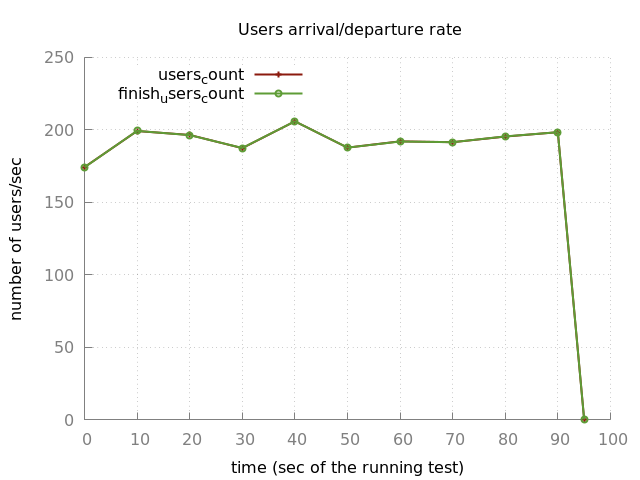 Users arrival/departure rate
250
200
150
100
50
0
number of users/sec
users_count
finish_users_count
0 10 20 30 40 50 60 70 80 90 100
time (sec of the running test)